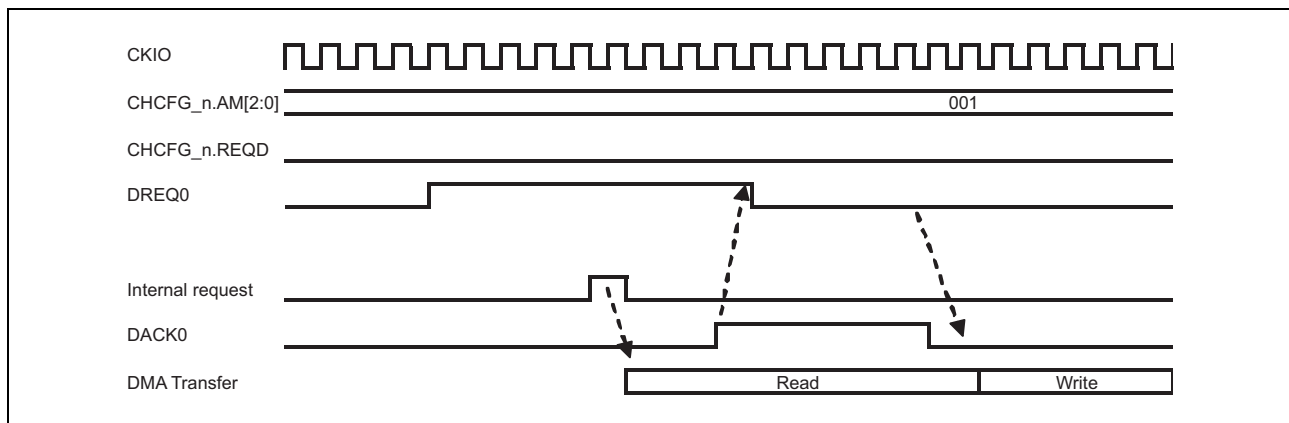 CKIO
CHCFG_n.AM[2:0] 001
CHCFG_n.REQD
DREQ0
Internal request
DACK0
DMA Transfer Read Write